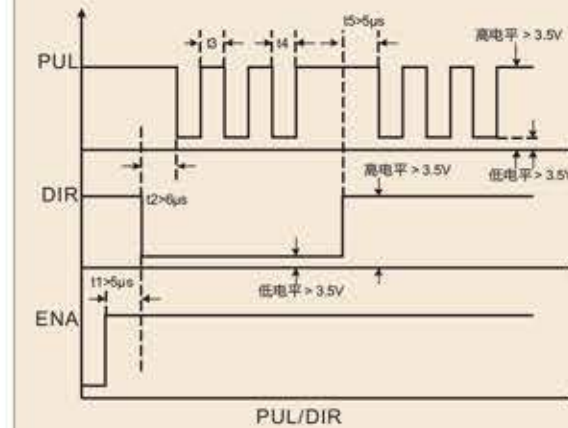 t5>5μs
t3
t4
高电平 > 3.5V
PUL
低电平 > 3.5V
高电平 > 3.5V
DIR
t2>6μs
t1>5μs
低电平 > 3.5V
ENA
PUL/DIR